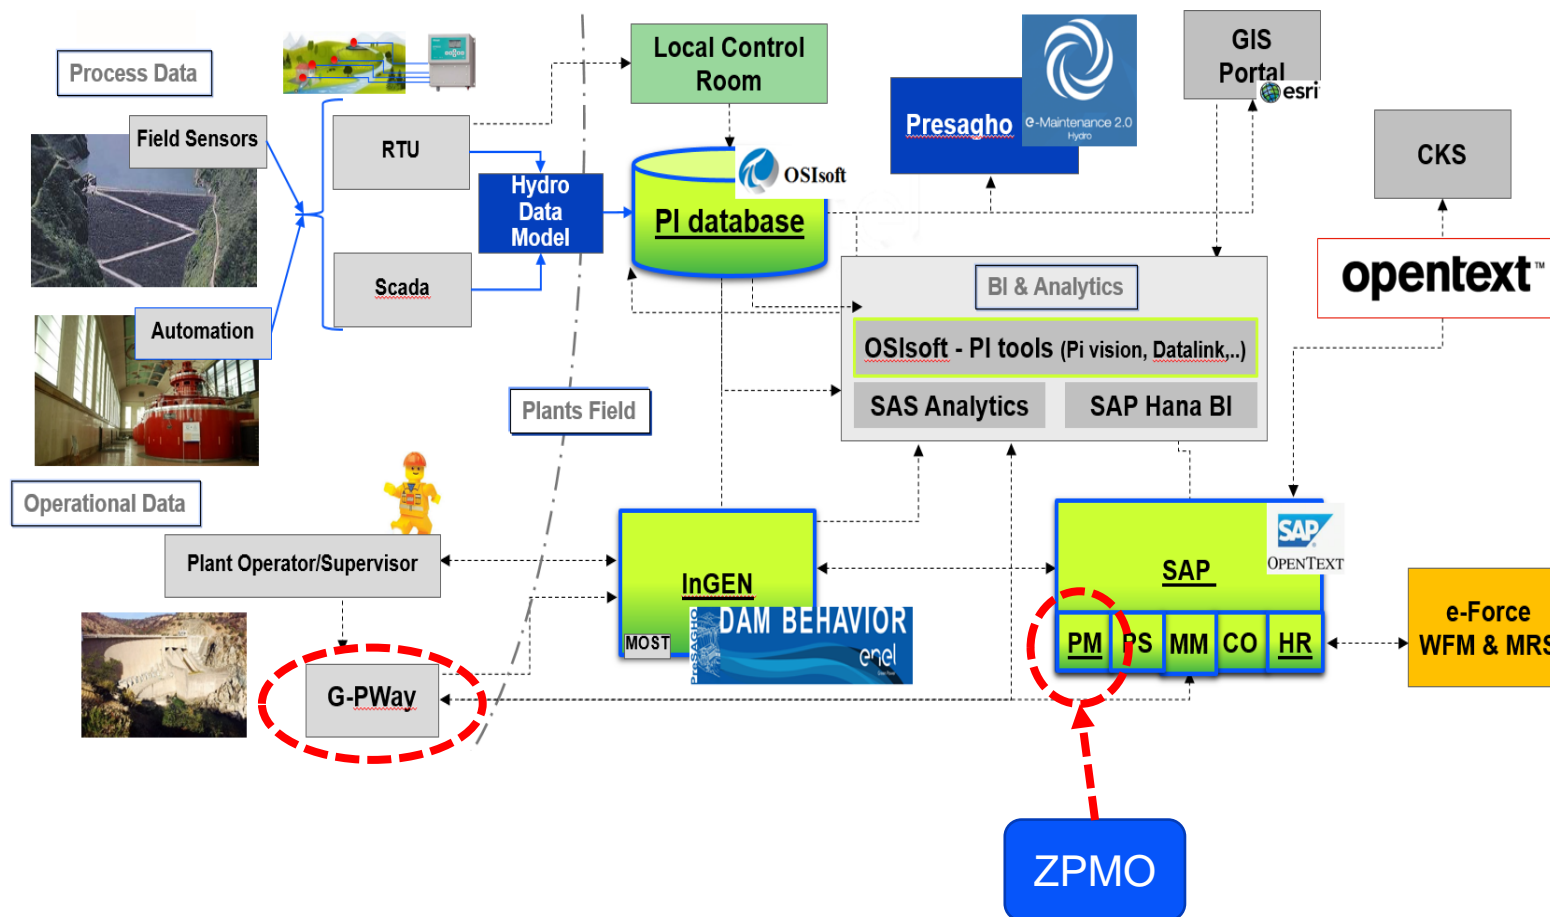 Process Data
Local Control
Room
GIS
Portal
esri
Presagho
e-Maintenance 2.0
Hydro
Field Sensors
RTU
CKS
OSIsoft
Hydro
Data
Model
PI database
opentext™
Scada
BI & Analytics
Automation
OSIsoft - PI tools (Pi vision, Datalink,..)
SAS Analytics
SAP Hana BI
Plants Field
Operational Data
Plant Operator/Supervisor
InGEN
MOST
PreSAGHO
DAM BEHAVIOR
enel
SAP
SAP
OPENTEXT
PM
PS
MM
CO
HR
e-Force
WFM & MRS
G-PWay
ZPMO